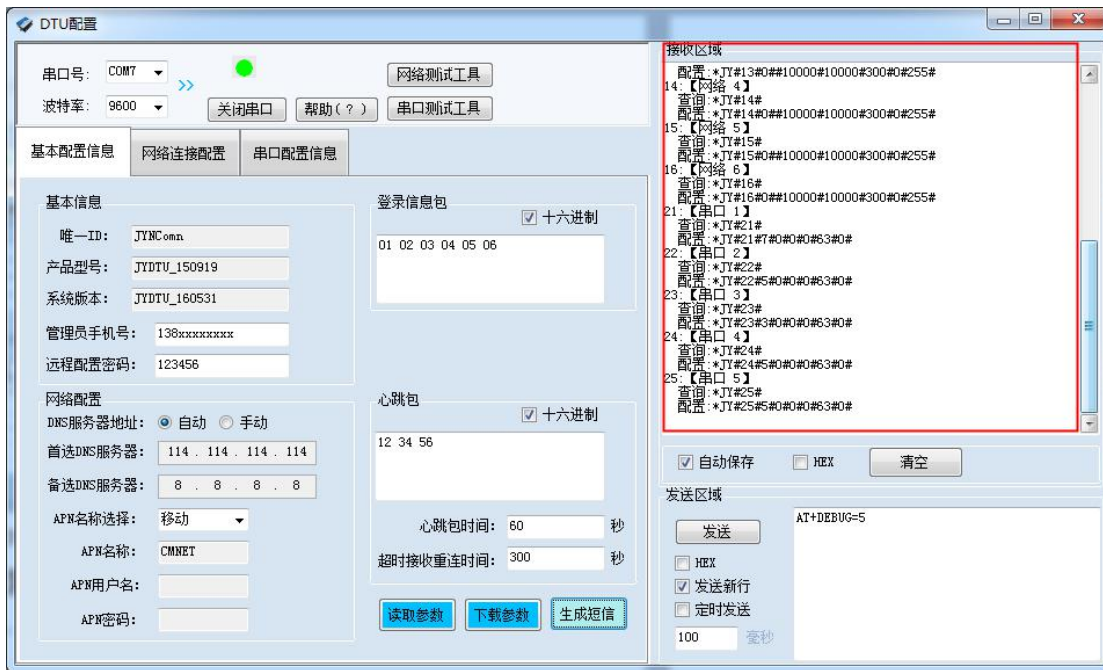 DTU配置
串口号: COM7 >>
波特率: 9600
关闭串口 帮助(?)
网络测试工具
串口测试工具
基本配置信息 网络连接配置 串口配置信息
基本信息
唯一ID: JYNComn
产品型号: JYDTU_150919
系统版本: JYDTU_160531
管理员手机号: 138xxxxxxxx
远程配置密码: 123456
网络配置
DNS服务器地址: 自动 手动
首选DNS服务器: 114 . 114 . 114 . 114
备选DNS服务器: 8 . 8 . 8 . 8
APN名称选择: 移动
APN名称: CMNET
APN用户名:
APN密码:
登录信息包
十六进制
01 02 03 04 05 06
心跳包
十六进制
12 34 56
心跳包时间: 60 秒
超时接收重连时间: 300 秒
读取参数 下载参数 生成短信
接收区域
配置:*JY#13#0##10000#10000#300#0#255#
14:【网络 4】
查询:*JY#14#
配置:*JY#14#0##10000#10000#300#0#255#
15:【网络 5】
查询:*JY#15#
配置:*JY#15#0##10000#10000#300#0#255#
16:【网络 6】
查询:*JY#16#
配置:*JY#16#0##10000#10000#300#0#255#
21:【串口 1】
查询:*JY#21#
配置:*JY#21#7#0#0#0#63#0#
22:【串口 2】
查询:*JY#22#
配置:*JY#22#5#0#0#0#63#0#
23:【串口 3】
查询:*JY#23#
配置:*JY#23#3#0#0#0#63#0#
24:【串口 4】
查询:*JY#24#
配置:*JY#24#5#0#0#0#63#0#
25:【串口 5】
查询:*JY#25#
配置:*JY#25#5#0#0#0#63#0#
自动保存 HEX 清空
发送区域
发送
HEX
发送新行
定时发送
100 毫秒
AT+DEBUG=5